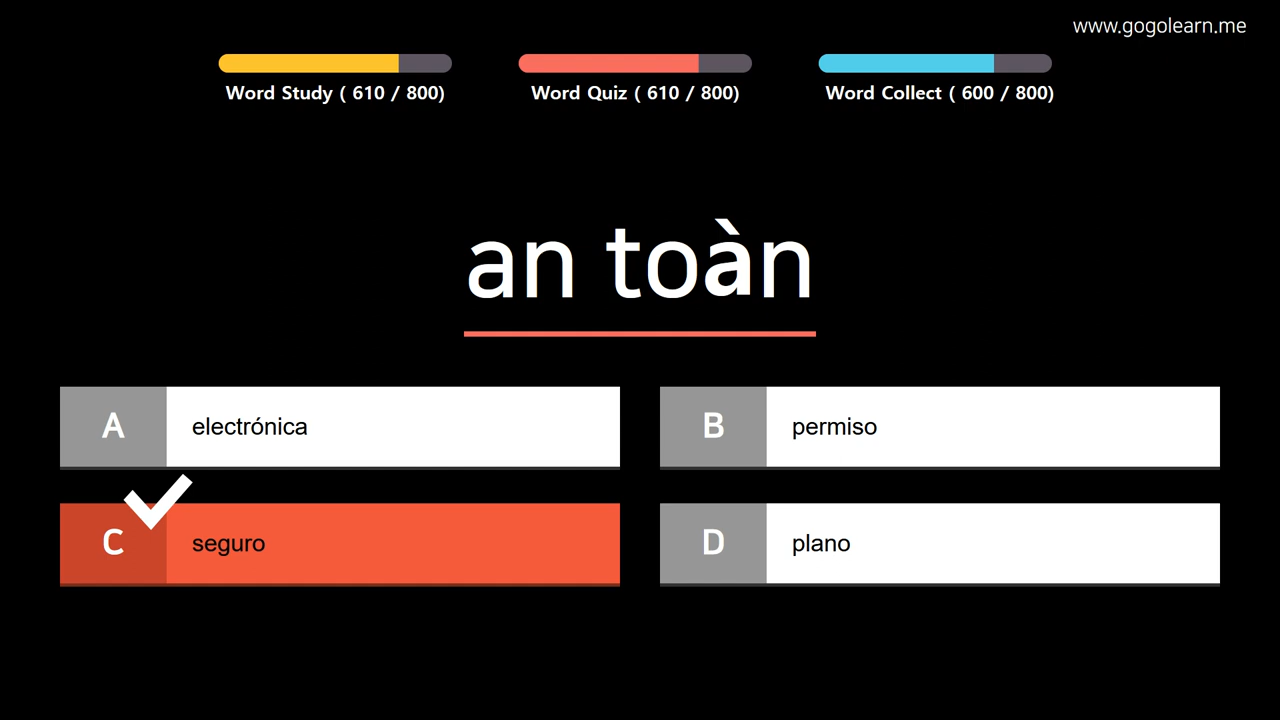 www.gogolearn.me
Word Study ( 610 / 800)
Word Quiz ( 610 / 800)
Word Collect ( 600 / 800)
an toàn
A electrónica
B permiso
C seguro
D plano